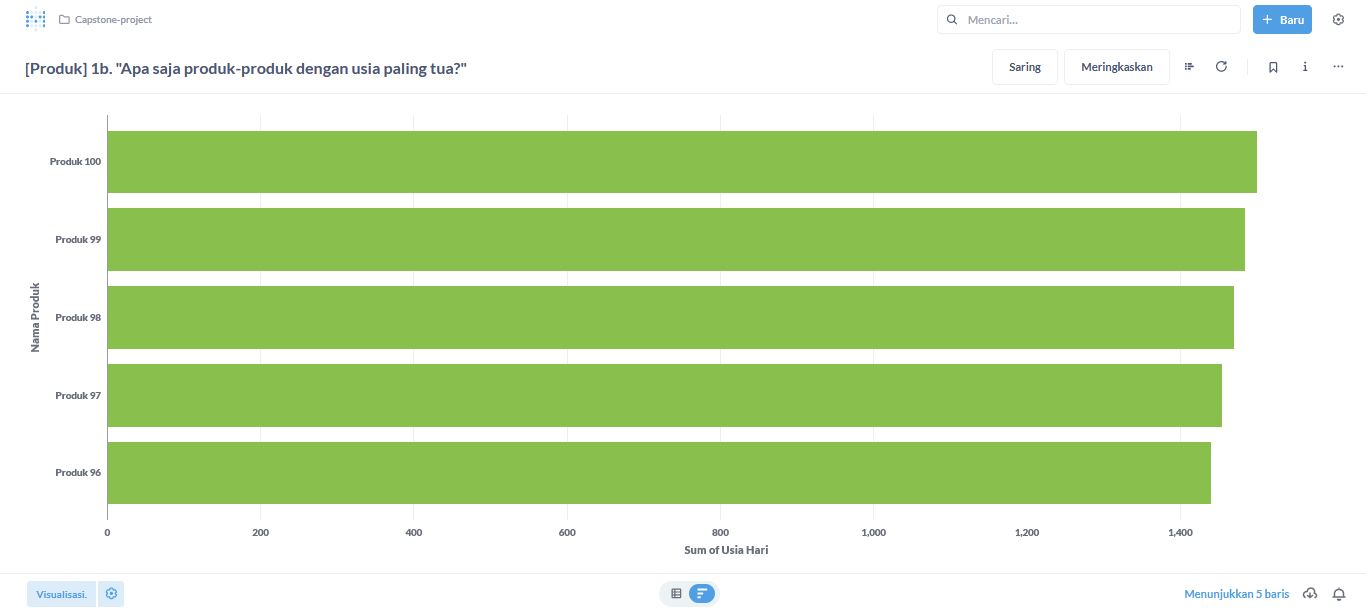 Capstone-project
Mencari...
+ Baru
[Produk] 1b. "Apa saja produk-produk dengan usia paling tua?"
Saring
Meringkaskan
Nama Produk
Produk 100
Produk 99
Produk 98
Produk 97
Produk 96
0 200 400 600 800 1,000 1,200 1,400
Sum of Usia Hari
Visualisasi.
Menunjukkan 5 baris